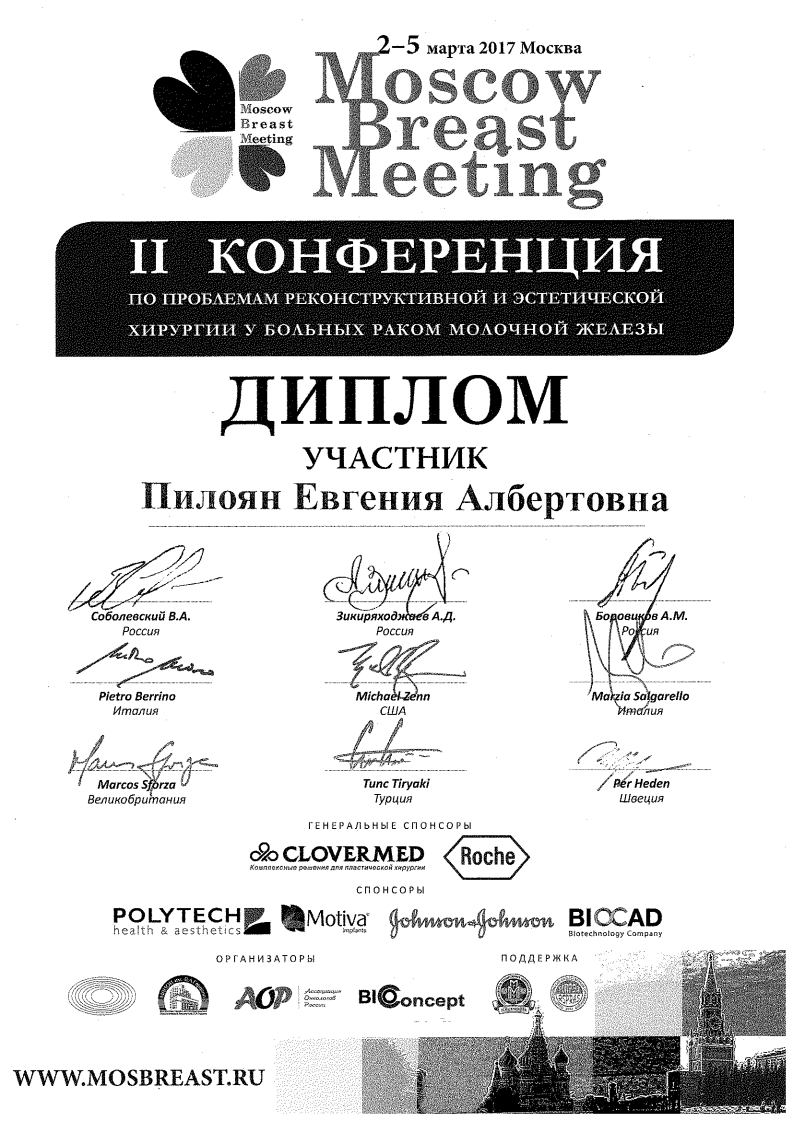 2–5 марта 2017 Москва
Moscow
Breast
Meeting
Moscow
Breast
Meeting
II КОНФЕРЕНЦИЯ
ПО ПРОБЛЕМАМ РЕКОНСТРУКТИВНОЙ И ЭСТЕТИЧЕСКОЙ
ХИРУРГИИ У БОЛЬНЫХ РАКОМ МОЛОЧНОЙ ЖЕЛЕЗЫ
ДИПЛОМ
УЧАСТНИК
Пилоян Евгения Албертовна
Соболевский В.А.
Россия
Зикиряходжаев А.Д.
Россия
Боровиков А.М.
Россия
Pietro Berrino
Италия
Michael Zenn
США
Marzia Salgarello
Италия
Marcos Sforza
Великобритания
Tunc Tiryaki
Турция
Per Heden
Швеция
ГЕНЕРАЛЬНЫЕ СПОНСОРЫ
CLOVERMED
Комплексные решения для пластической хирургии
Roche
СПОНСОРЫ
POLYTECH
health & aesthetics
Motiva
Implants
Johnson & Johnson
BIOCAD
Biotechnology Company
ОРГАНИЗАТОРЫ
ПОДДЕРЖКА
АОР
Ассоциация
Онкологов
России
BIConcept
WWW.MOSBREAST.RU